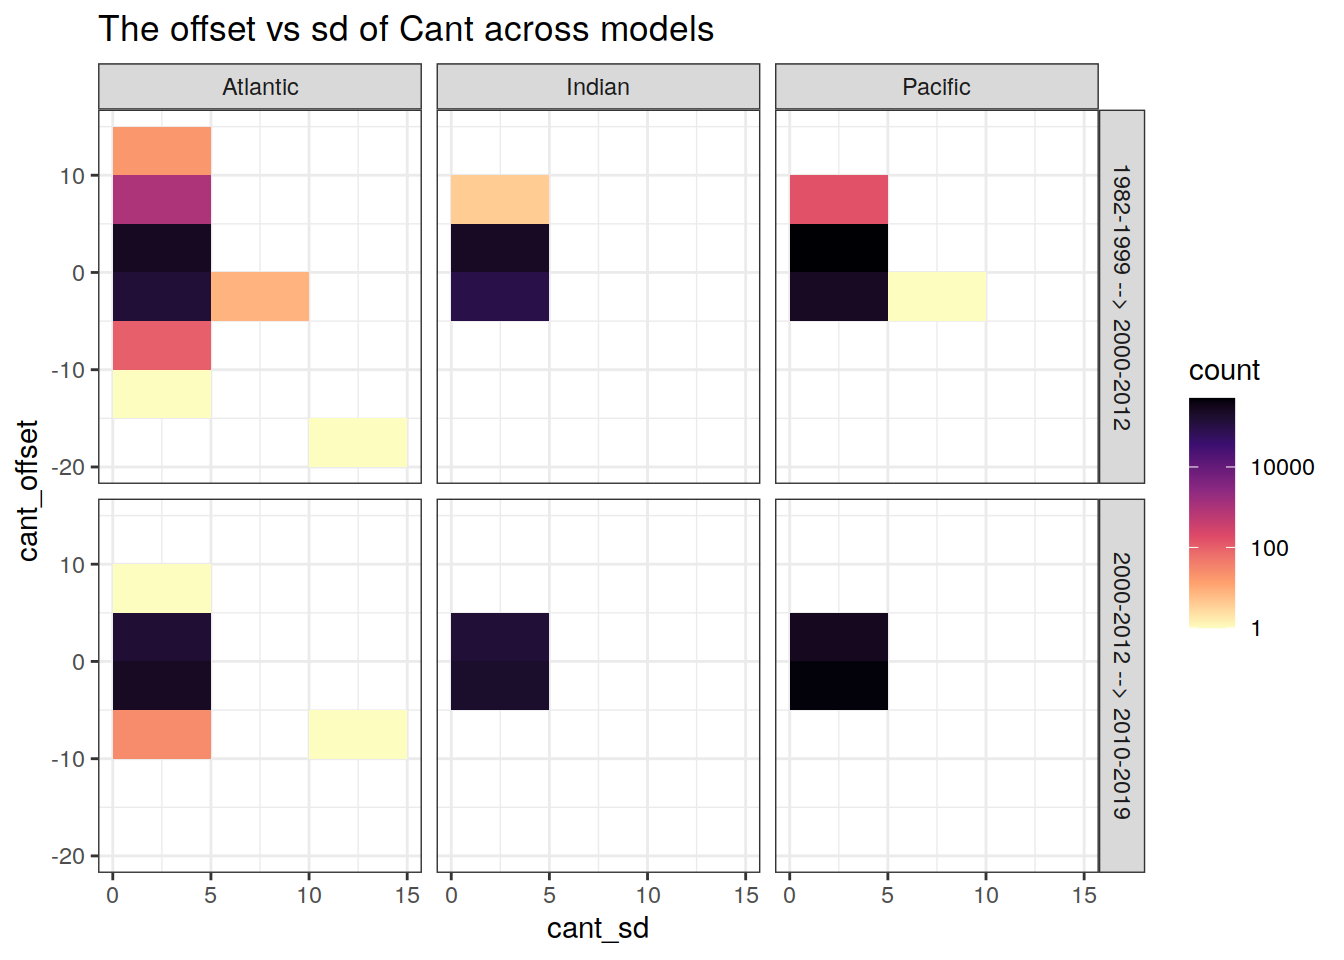 The offset vs sd of Cant across models
Atlantic
Indian
Pacific
10
0
-10
-20
1982-1999 --> 2000-2012
10
0
-10
-20
2000-2012 --> 2010-2019
0 5 10 15
0 5 10 15
0 5 10 15
cant_sd
cant_offset
count
10000
100
1